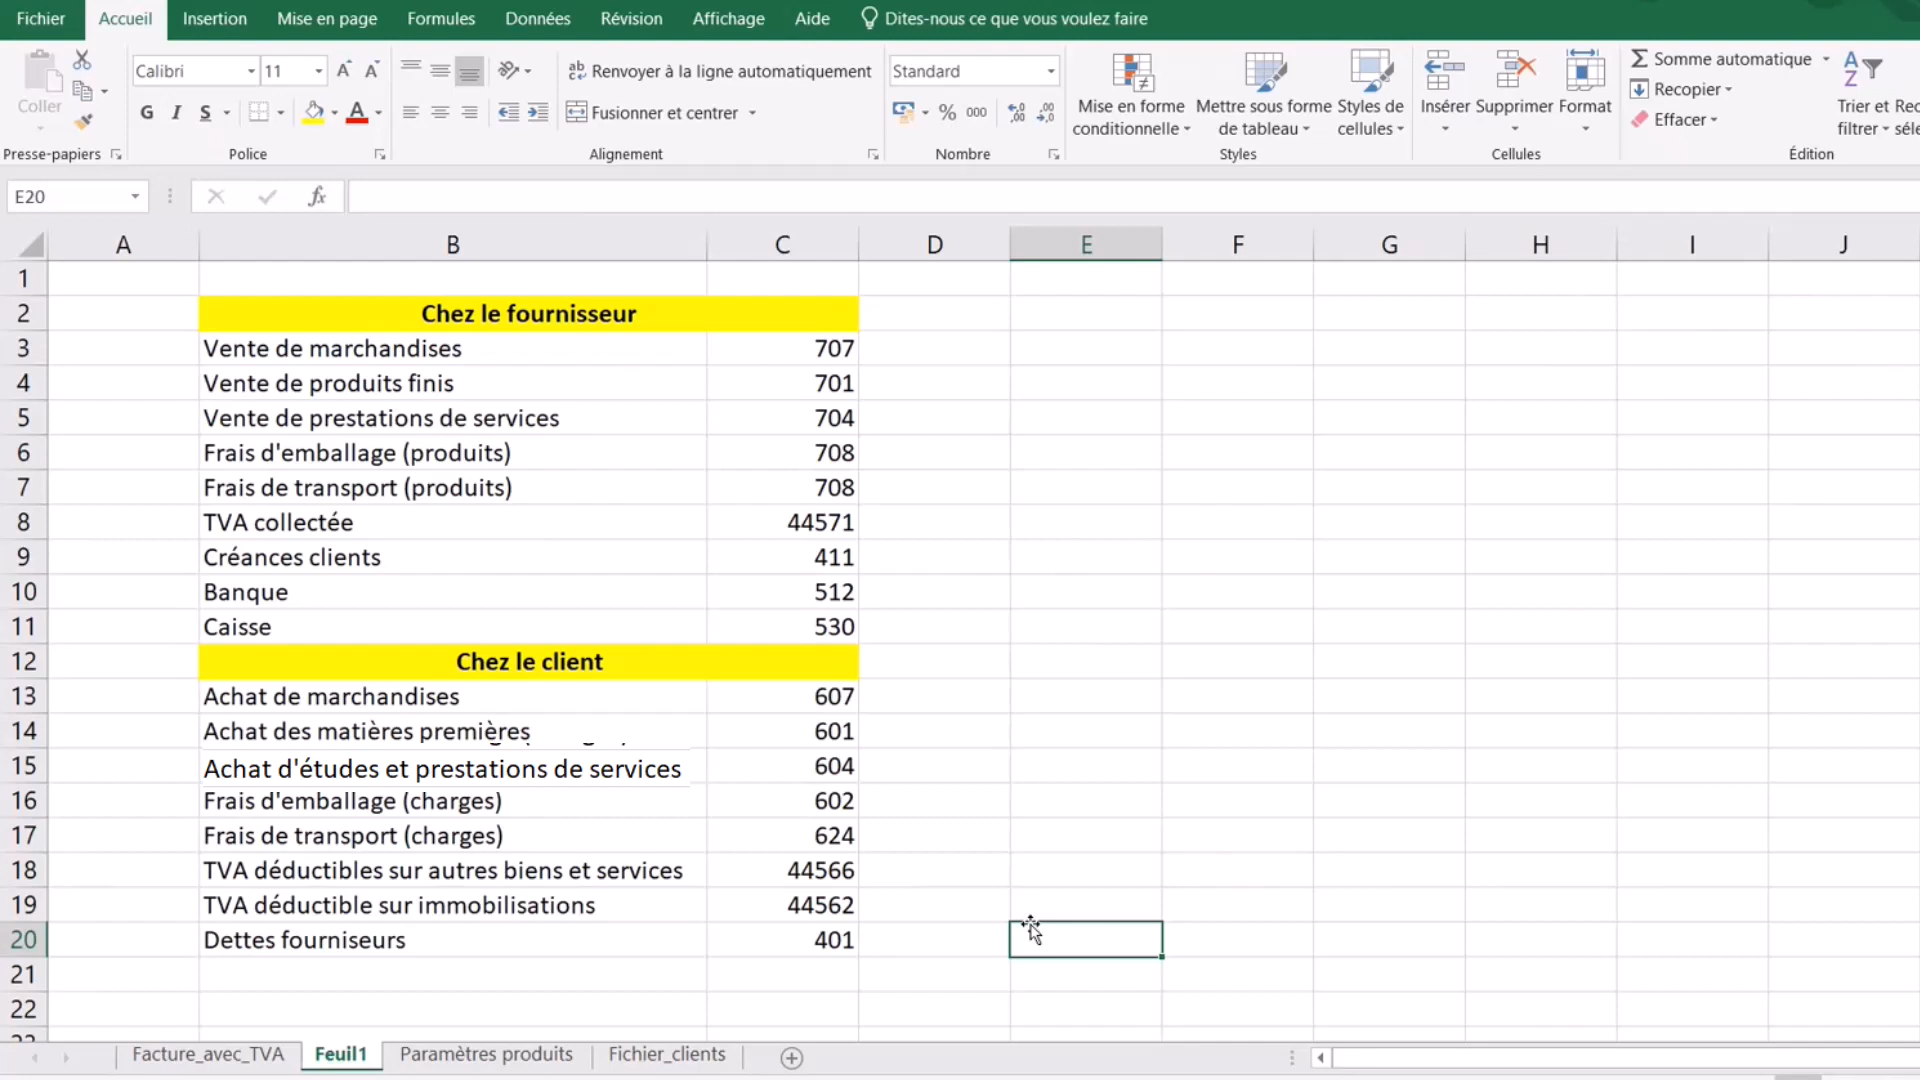 Fichier Accueil Insertion Mise en page Formules Données Révision Affichage Aide Dites-nous ce que vous voulez faire
Coller
Calibri 11
Renvoyer à la ligne automatiquement
Standard
G I S
Fusionner et centrer
% 000
Mise en forme conditionnelle
Mettre sous forme de tableau
Styles de cellules
Insérer Supprimer Format
Somme automatique
Recopier
Effacer
Trier et
filtrer
Presse-papiers Police Alignement Nombre Styles Cellules Édition
E20 fx
A B C D E F G H I J
1
2 Chez le fournisseur
3 Vente de marchandises 707
4 Vente de produits finis 701
5 Vente de prestations de services 704
6 Frais d'emballage (produits) 708
7 Frais de transport (produits) 708
8 TVA collectée 44571
9 Créances clients 411
10 Banque 512
11 Caisse 530
12 Chez le client
13 Achat de marchandises 607
14 Achat des matières premières 601
15 Achat d'études et prestations de services 604
16 Frais d'emballage (charges) 602
17 Frais de transport (charges) 624
18 TVA déductibles sur autres biens et services 44566
19 TVA déductible sur immobilisations 44562
20 Dettes fourniseurs 401
21
22
Facture_avec_TVA Feuil1 Paramètres produits Fichier_clients